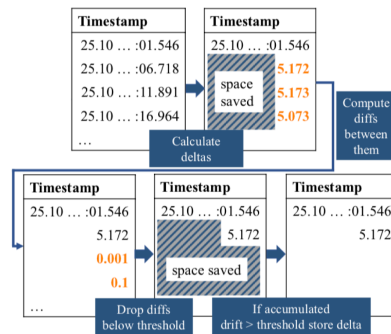 Timestamp
25.10 ... :01.546
25.10 ... :06.718
25.10 ... :11.891
25.10 ... :16.964
...
Timestamp
25.10 ... :01.546
5.172
5.173
5.073
space
saved
Calculate
deltas
Compute
diffs
between
them
Timestamp
25.10 ... :01.546
5.172
0.001
0.1
...
Timestamp
25.10 ... :01.546
5.172
space saved
Timestamp
25.10 ... :01.546
5.172
Drop diffs
below threshold
If accumulated
drift > threshold store delta